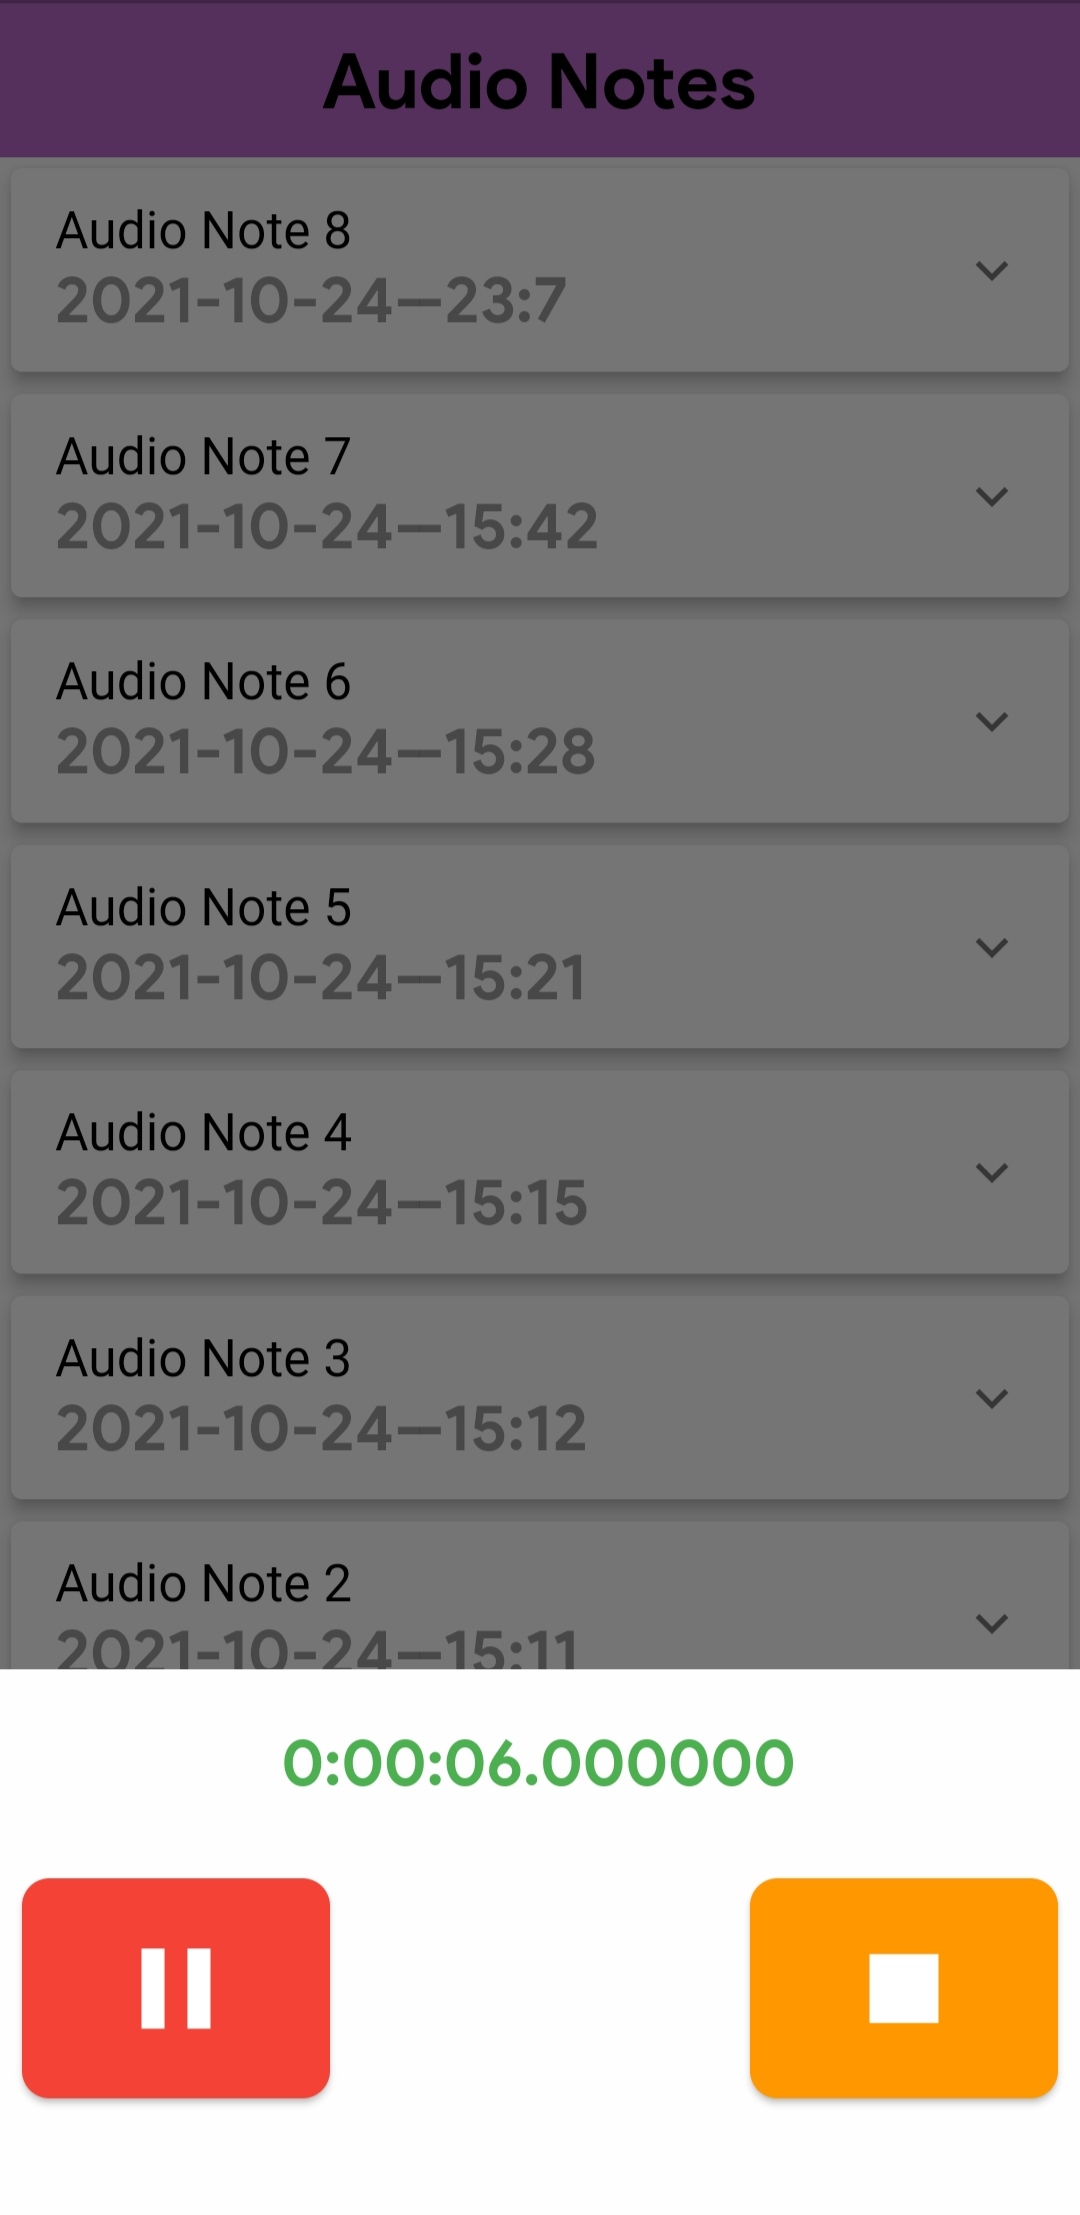 Audio Notes
Audio Note 8
2021-10-24—23:7
Audio Note 7
2021-10-24—15:42
Audio Note 6
2021-10-24—15:28
Audio Note 5
2021-10-24—15:21
Audio Note 4
2021-10-24—15:15
Audio Note 3
2021-10-24—15:12
Audio Note 2
2021-10-24—15:11
0:00:06.000000